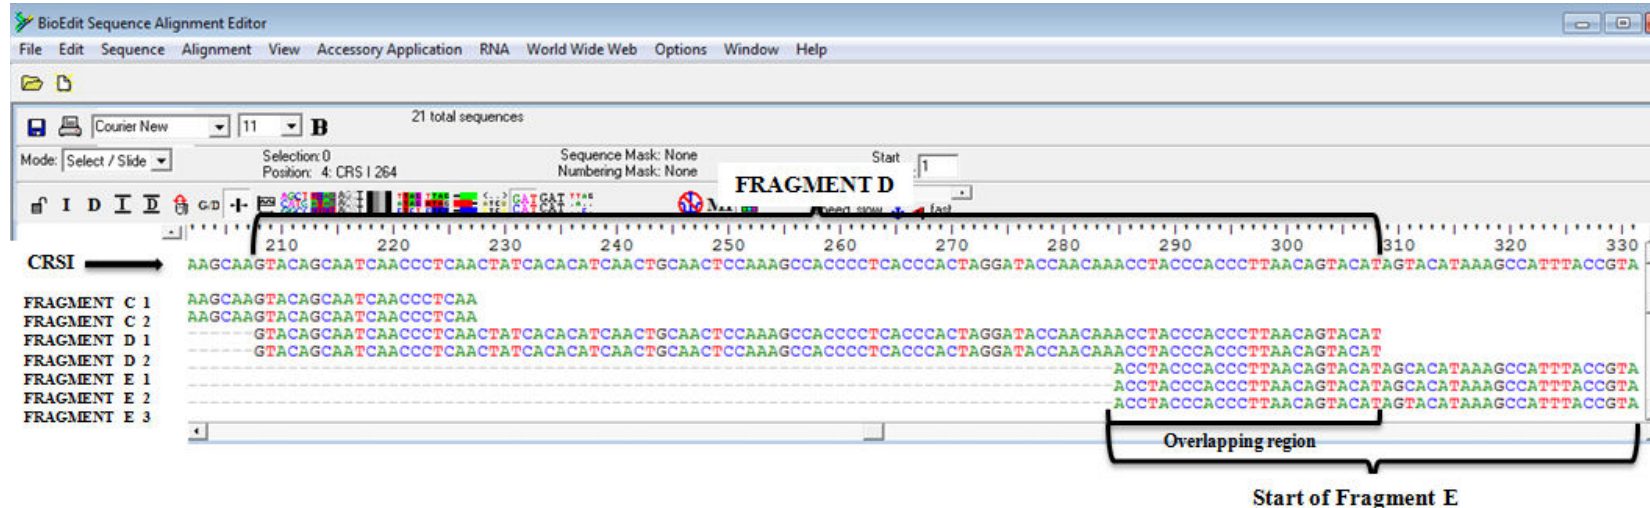 BioEdit Sequence Alignment Editor
File Edit Sequence Alignment View Accessory Application RNA World Wide Web Options Window Help
Courier New 11 B 21 total sequences
Mode: Select / Slide Selection: 0 Sequence Mask: None Start
Position: 4: CRS I 264 Numbering Mask: None 1
FRAGMENT D
I D I D G/D
slow fast
210 220 230 240 250 260 270 280 290 300 310 320 330
CRSI AAGCAAGTACAGCAATCAACCCTCAACTATCACACATCAACTGCAACTCCAAAGCCACCCCTCACCCACTAGGATACCAACAAACCTACCCACCCTTAACAGTACATAGTACATAAAGCCATTTACCGTA
FRAGMENT C 1 AAGCAAGTACAGCAATCAACCCTCAA
FRAGMENT C 2 AAGCAAGTACAGCAATCAACCCTCAA
FRAGMENT D 1 ------GTACAGCAATCAACCCTCAACTATCACACATCAACTGCAACTCCAAAGCCACCCCTCACCCACTAGGATACCAACAAACCTACCCACCCTTAACAGTACAT
FRAGMENT D 2 ------GTACAGCAATCAACCCTCAACTATCACACATCAACTGCAACTCCAAAGCCACCCCTCACCCACTAGGATACCAACAAACCTACCCACCCTTAACAGTACAT
FRAGMENT E 1 ACCTACCCACCCTTAACAGTACATAGCACATAAAGCCATTTACCGTA
FRAGMENT E 2 ACCTACCCACCCTTAACAGTACATAGCACATAAAGCCATTTACCGTA
FRAGMENT E 3 ACCTACCCACCCTTAACAGTACATAGTACATAAAGCCATTTACCGTA
Overlapping region
Start of Fragment E